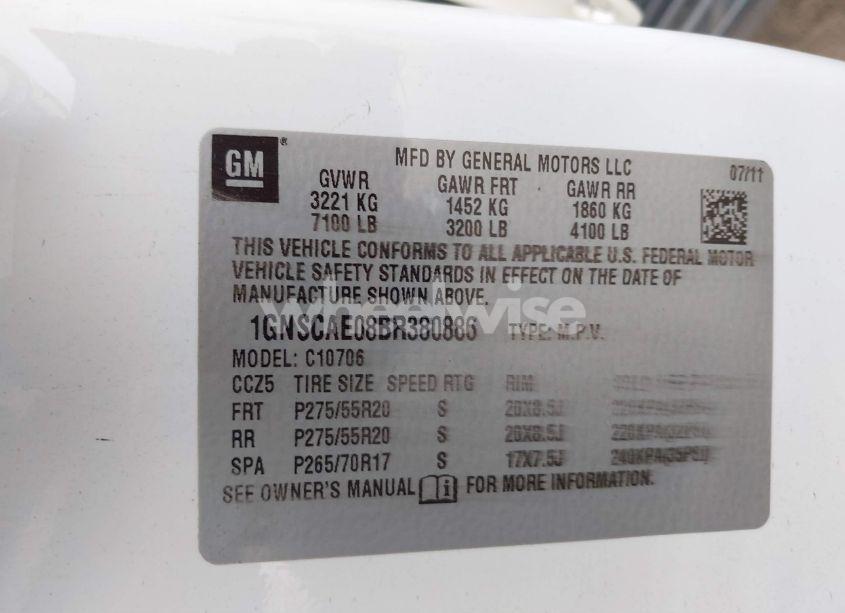 GM ®
MFD BY GENERAL MOTORS LLC 07/11
GVWR GAWR FRT GAWR RR
3221 KG 1452 KG 1860 KG
7100 LB 3200 LB 4100 LB
THIS VEHICLE CONFORMS TO ALL APPLICABLE U.S. FEDERAL MOTOR
VEHICLE SAFETY STANDARDS IN EFFECT ON THE DATE OF
MANUFACTURE SHOWN ABOVE.
wheelwise
1GNSCAE08BR380886 TYPE: M.P.V.
MODEL: C10706
CCZ5 TIRE SIZE SPEED RTG RIM
FRT P275/55R20 S 20X8.5J
RR P275/55R20 S 20X8.5J 220KPA(32PSI)
SPA P265/70R17 S 17X7.5J 240KPA(35PSI)
SEE OWNER'S MANUAL i FOR MORE INFORMATION.